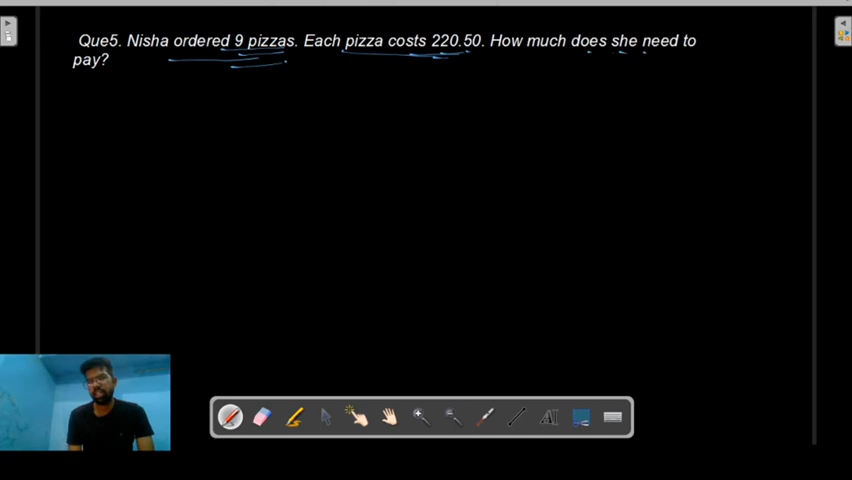 Que5. Nisha ordered 9 pizzas. Each pizza costs 220.50. How much does she need to
pay?